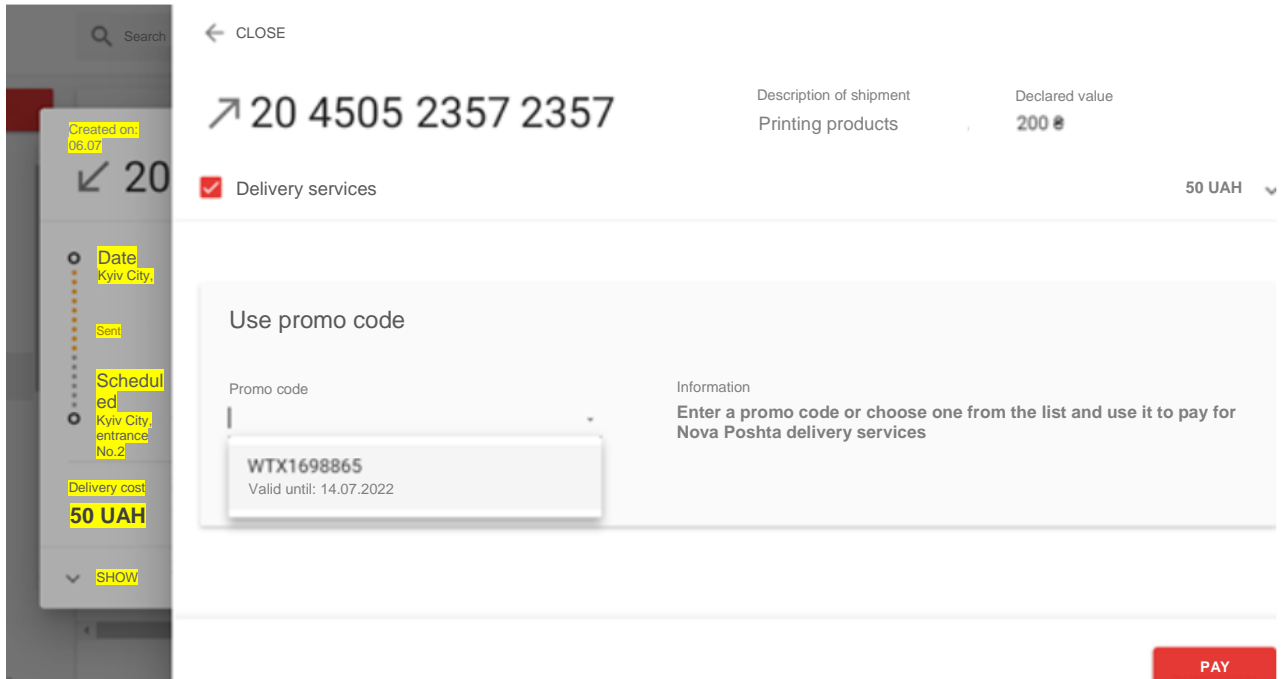 Search
Created on:
06.07
20
Date
Kyiv City,
Sent
Schedul
ed
Kyiv City,
entrance
No.2
Delivery cost
50 UAH
SHOW
CLOSE
20 4505 2357 2357
Description of shipment
Printing products
Declared value
200 ₴
Delivery services
50 UAH
Use promo code
Promo code
WTX1698865
Valid until: 14.07.2022
Information
Enter a promo code or choose one from the list and use it to pay for
Nova Poshta delivery services
PAY